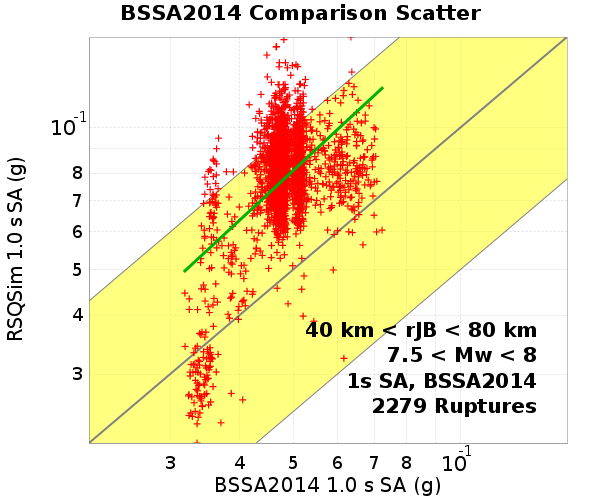 BSSA2014 Comparison Scatter
RSQSim 1.0 s SA (g)
10⁻¹
8
7
6
5
4
3
40 km < rJB < 80 km
7.5 < Mw < 8
1s SA, BSSA2014
2279 Ruptures
3 4 5 6 7 8 10⁻¹
BSSA2014 1.0 s SA (g)